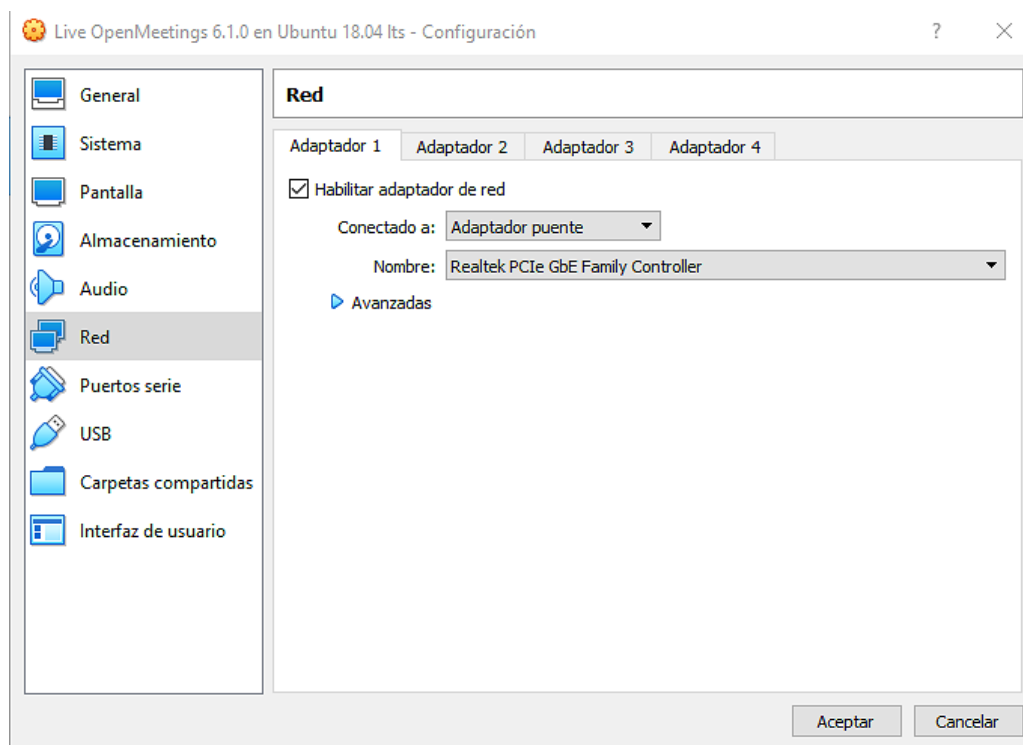 Live OpenMeetings 6.1.0 en Ubuntu 18.04 lts - Configuración
?
General
Sistema
Pantalla
Almacenamiento
Audio
Red
Puertos serie
USB
Carpetas compartidas
Interfaz de usuario
Red
Adaptador 1 Adaptador 2 Adaptador 3 Adaptador 4
Habilitar adaptador de red
Conectado a: Adaptador puente
Nombre: Realtek PCIe GbE Family Controller
Avanzadas
Aceptar Cancelar